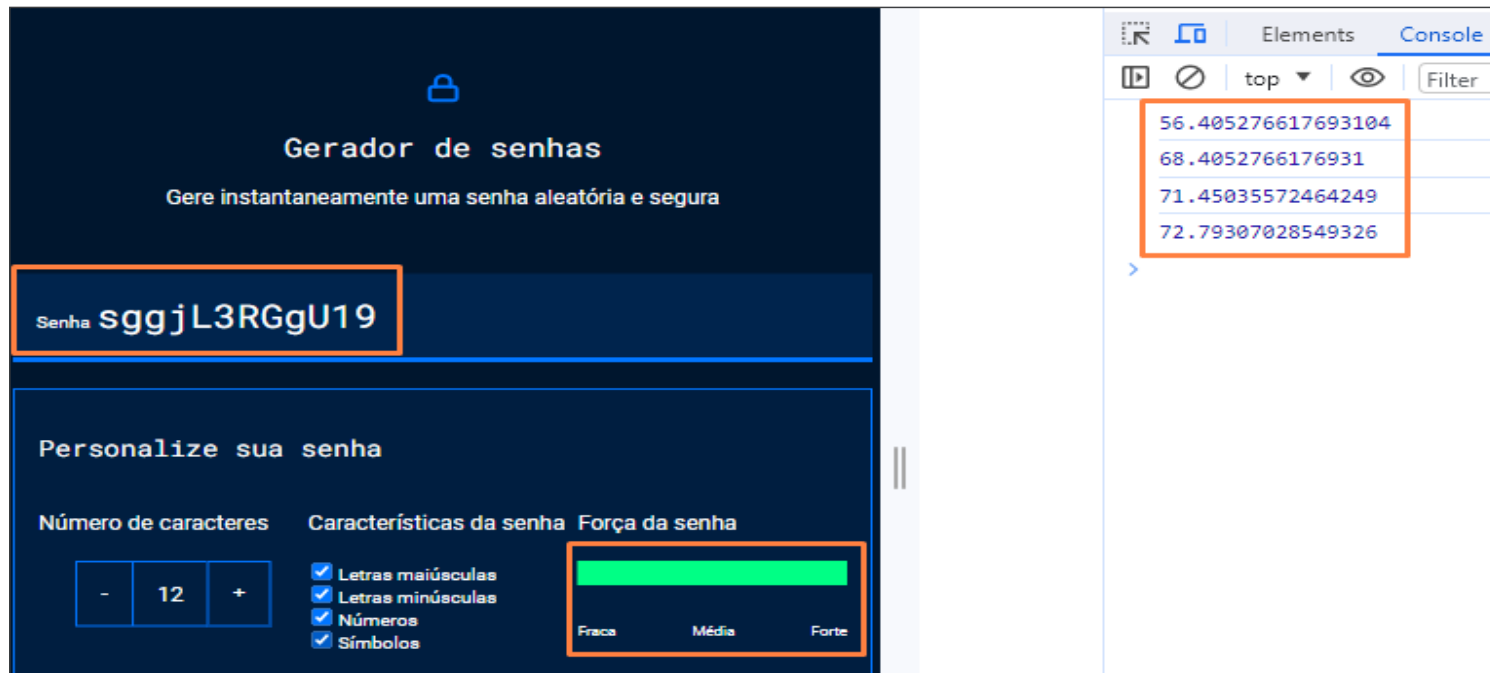 Gerador de senhas
Gere instantaneamente uma senha aleatória e segura
Senha sggjL3RGgU19
Personalize sua senha
Número de caracteres
- 12 +
Características da senha
Letras maiúsculas
Letras minúsculas
Números
Símbolos
Força da senha
Fraca Média Forte
Elements Console
top Filter
56.405276617693104
68.4052766176931
71.45035572464249
72.79307028549326
>